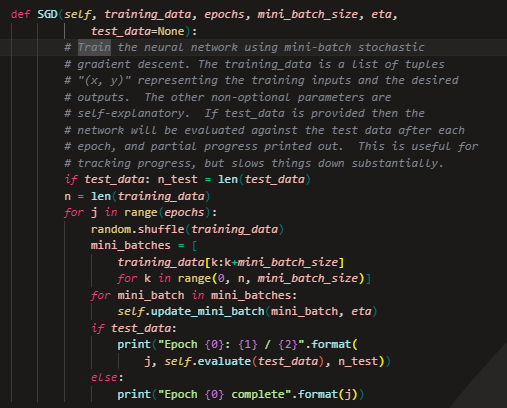 def SGD(self, training_data, epochs, mini_batch_size, eta,
        test_data=None):
    # Train the neural network using mini-batch stochastic
    # gradient descent. The training_data is a list of tuples
    # "(x, y)" representing the training inputs and the desired
    # outputs.  The other non-optional parameters are
    # self-explanatory.  If test_data is provided then the
    # network will be evaluated against the test data after each
    # epoch, and partial progress printed out.  This is useful for
    # tracking progress, but slows things down substantially.
    if test_data: n_test = len(test_data)
    n = len(training_data)
    for j in range(epochs):
        random.shuffle(training_data)
        mini_batches = [
            training_data[k:k+mini_batch_size]
            for k in range(0, n, mini_batch_size)]
        for mini_batch in mini_batches:
            self.update_mini_batch(mini_batch, eta)
        if test_data:
            print("Epoch {0}: {1} / {2}".format(
                j, self.evaluate(test_data), n_test))
        else:
            print("Epoch {0} complete".format(j))